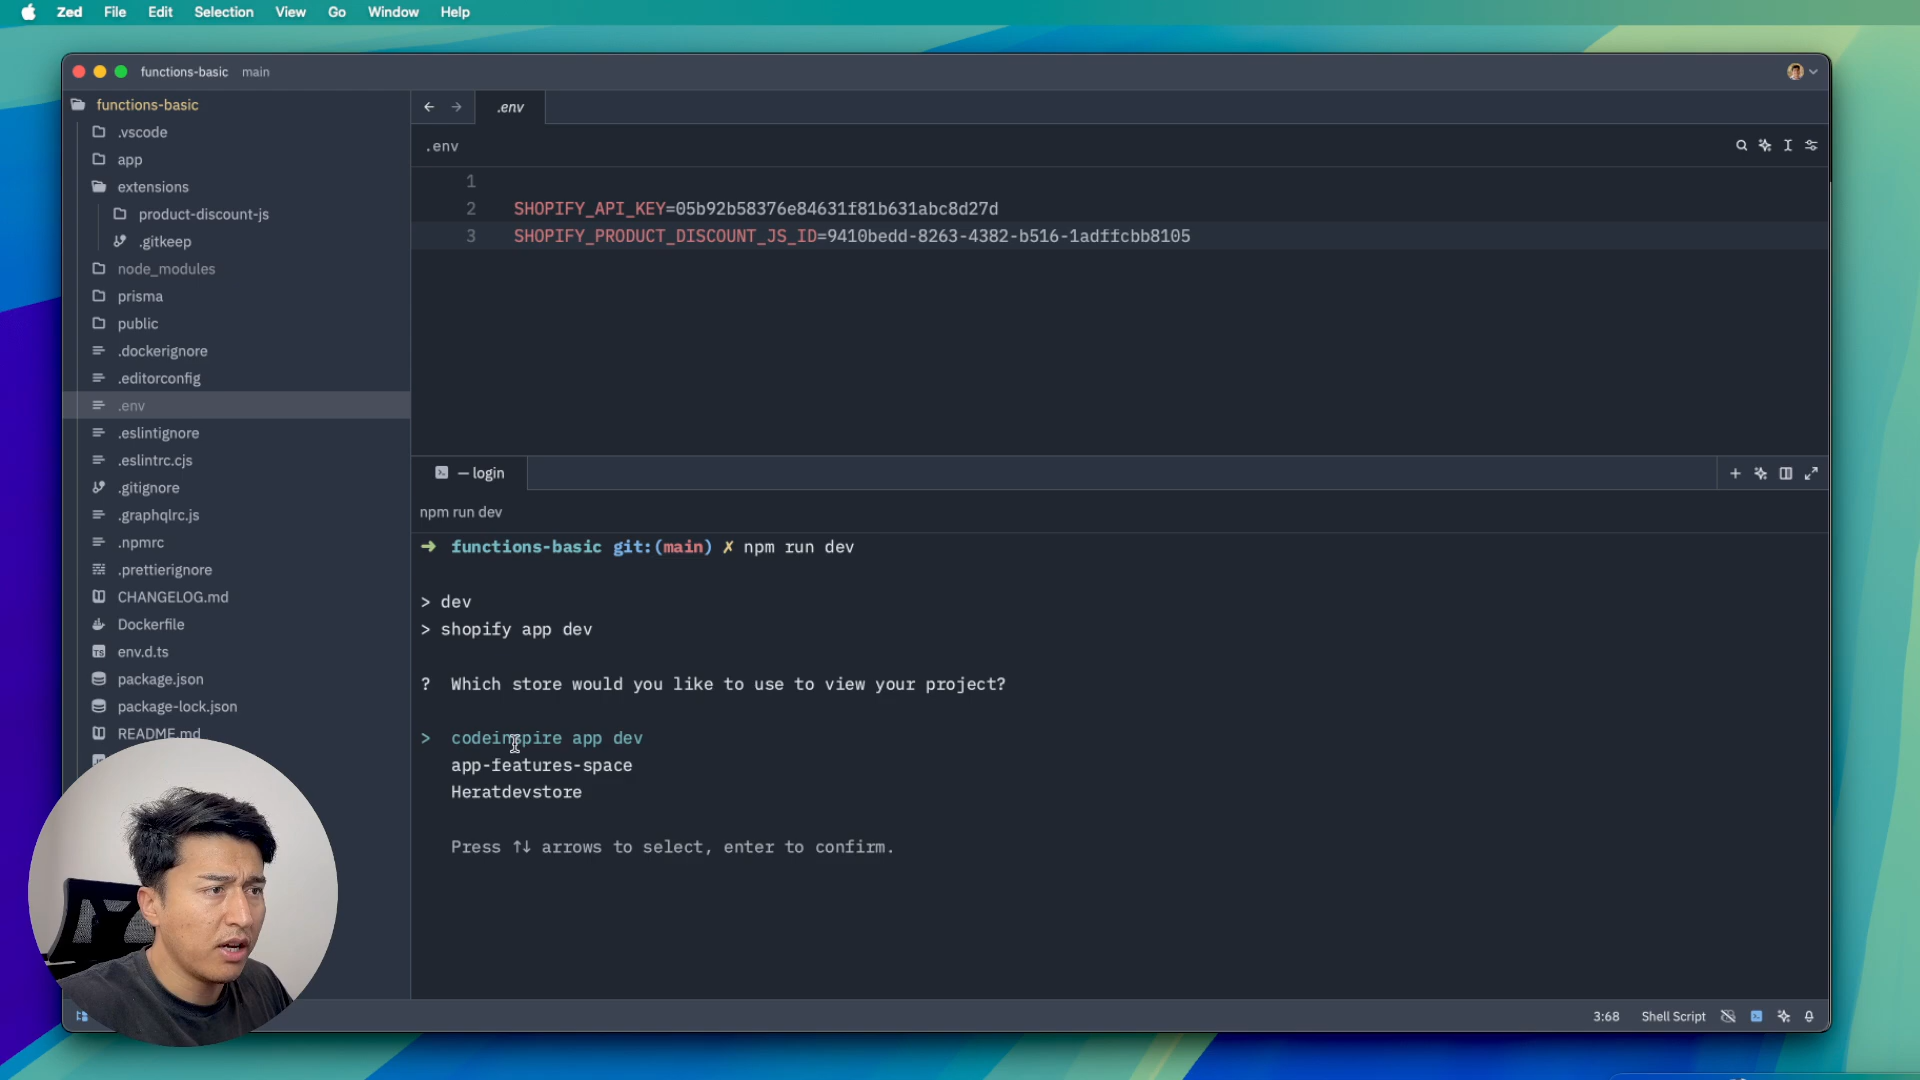 Zed File Edit Selection View Go Window Help
functions-basic main
functions-basic
.vscode
app
extensions
product-discount-js
.gitkeep
node_modules
prisma
public
.dockerignore
.editorconfig
.env
.eslintignore
.eslintrc.cjs
.gitignore
.graphqlrc.js
.npmrc
.prettierignore
CHANGELOG.md
Dockerfile
env.d.ts
package.json
package-lock.json
README.md
.env
.env
1
2 SHOPIFY_API_KEY=05b92b58376e84631f81b631abc8d27d
3 SHOPIFY_PRODUCT_DISCOUNT_JS_ID=9410bedd-8263-4382-b516-1adffcbb8105
— login
npm run dev
➜ functions-basic git:(main) ✗ npm run dev
> dev
> shopify app dev
? Which store would you like to use to view your project?
> codeinspire app dev
app-features-space
Heratdevstore
Press ↑↓ arrows to select, enter to confirm.
3:68 Shell Script